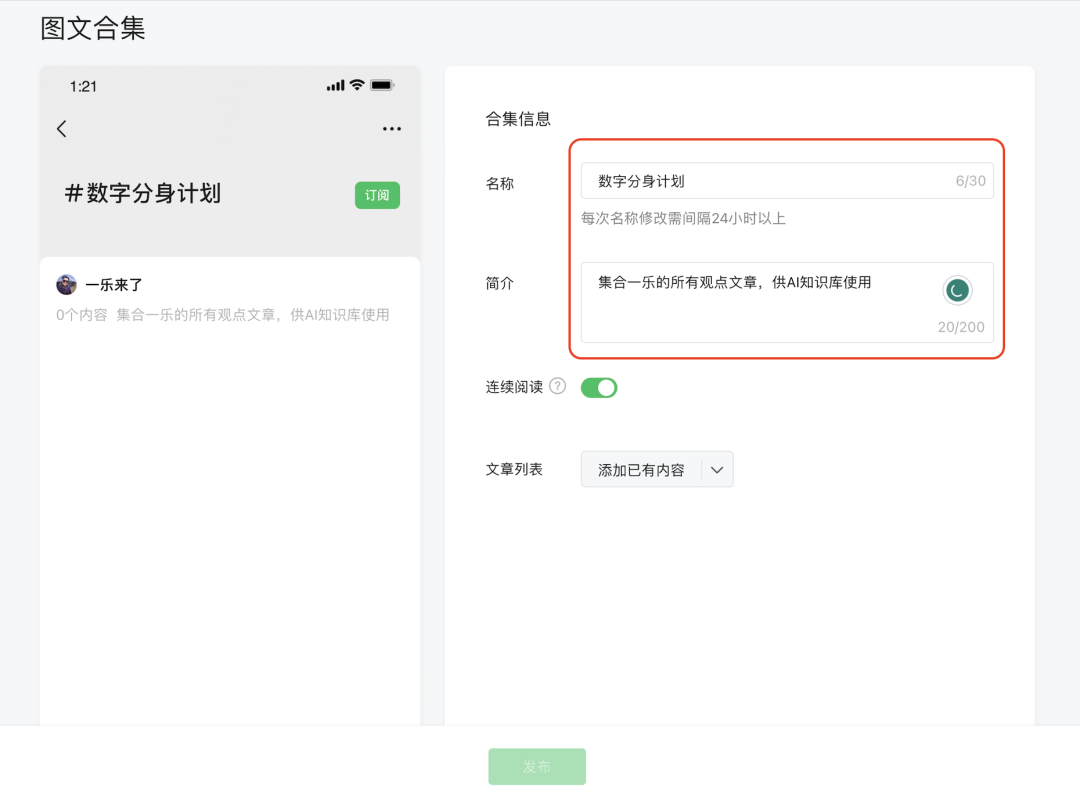 图文合集
1:21
#数字分身计划
订阅
一乐来了
0个内容 集合一乐的所有观点文章，供AI知识库使用
合集信息
名称
数字分身计划
6/30
每次名称修改需间隔24小时以上
简介
集合一乐的所有观点文章，供AI知识库使用
20/200
连续阅读 ?
文章列表
添加已有内容
发布